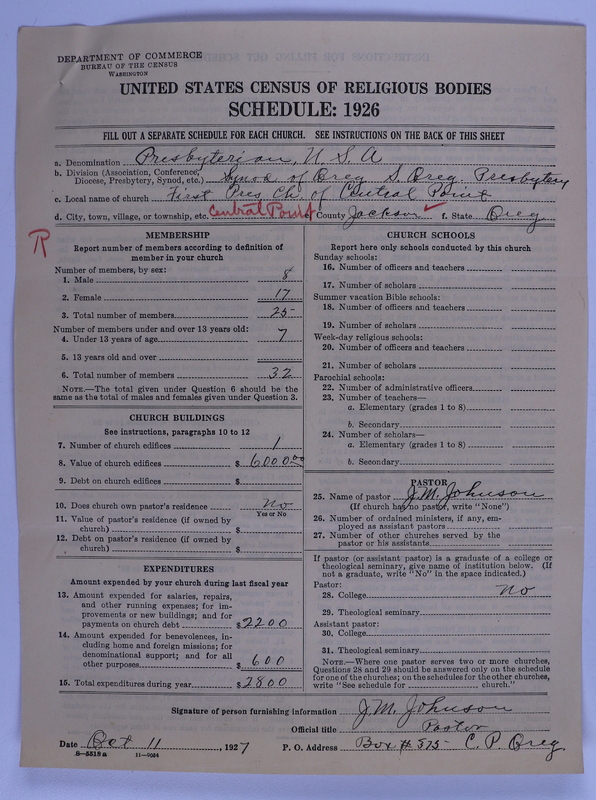 DEPARTMENT OF COMMERCE
BUREAU OF THE CENSUS
WASHINGTON
UNITED STATES CENSUS OF RELIGIOUS BODIES
SCHEDULE: 1926
FILL OUT A SEPARATE SCHEDULE FOR EACH CHURCH. SEE INSTRUCTIONS ON THE BACK OF THIS SHEET
a. Denomination Presbyterian, U. S. A
b. Division (Association, Conference, Diocese, Presbytery, Synod, etc.) Synod of Oreg S. Oreg. Presbytery
c. Local name of church First Pres Ch of Central Point
d. City, town, village, or township, etc. Central Point County Jackson ✓ f. State Oreg
R
MEMBERSHIP
Report number of members according to definition of
member in your church
Number of members, by sex:
1. Male 8
2. Female 17
3. Total number of members 25
Number of members under and over 13 years old:
4. Under 13 years of age 7
5. 13 years old and over
6. Total number of members 32
NOTE.—The total given under Question 6 should be
same as the total of males and females given under Question 3.
CHURCH BUILDINGS
See instructions, paragraphs 10 to 12
7. Number of church edifices 1
8. Value of church edifices $6000.00
9. Debt on church edifices $
10. Does church own pastor's residence No
Yes or No
11. Value of pastor's residence (if owned by
church) $
12. Debt on pastor's residence (if owned by
church) $
EXPENDITURES
Amount expended by your church during last fiscal year
13. Amount expended for salaries, repairs,
and other running expenses; for im-
provements or new buildings; and for
payments on church debt $2200
14. Amount expended for benevolences, in-
cluding home and foreign missions; for
denominational support; and for all
other purposes $600
15. Total expenditures during year $2800
CHURCH SCHOOLS
Report here only schools conducted by this church
Sunday schools:
16. Number of officers and teachers
17. Number of scholars
Summer vacation Bible schools:
18. Number of officers and teachers
19. Number of scholars
Week-day religious schools:
20. Number of officers and teachers
21. Number of scholars
Parochial schools:
22. Number of administrative officers
23. Number of teachers—
a. Elementary (grades 1 to 8)
b. Secondary
24. Number of scholars—
a. Elementary (grades 1 to 8)
b. Secondary
PASTOR
25. Name of pastor J. M. Johnson
(If church has no pastor, write "None")
26. Number of ordained ministers, if any, em-
ployed as assistant pastors
27. Number of other churches served by the
pastor or his assistants
If pastor (or assistant pastor) is a graduate of a college or
theological seminary, give name of institution below. (If
not a graduate, write "No" in the space indicated.)
Pastor:
28. College No
29. Theological seminary
Assistant pastor:
30. College
31. Theological seminary
NOTE.—Where one pastor serves two or more churches,
Questions 28 and 29 should be answered only on the schedule
for one of the churches; on the schedules for the other churches,
write "See schedule for church."
Signature of person furnishing information J. M. Johnson
Official title Pastor
Date Oct 11, 1927 P. O. Address Box # 575 C. P. Oreg.
8—5518a 11—9034